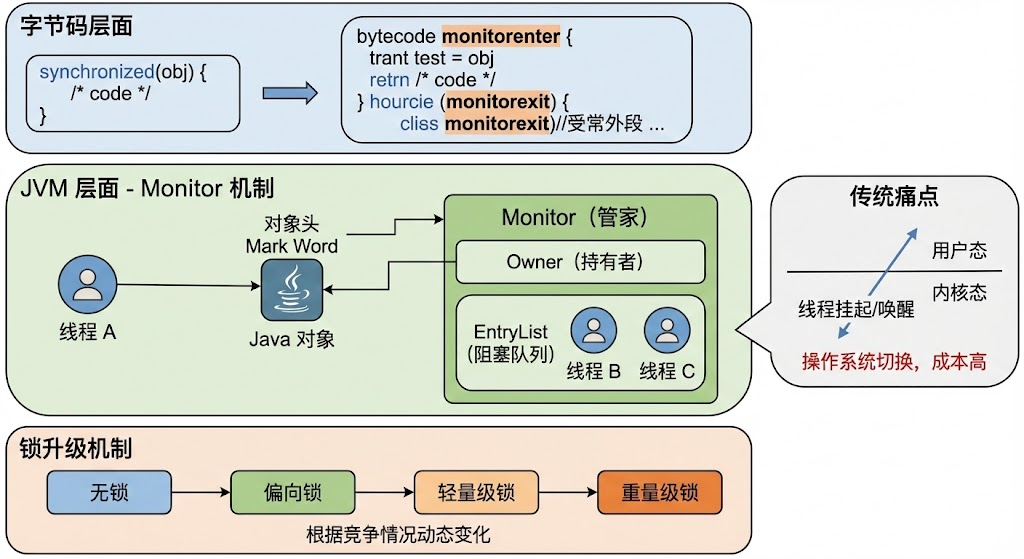 字节码层面
synchronized(obj) {
/* code */
}
bytecode monitorenter {
trant test = obj
retrn /* code */
} hourcie (monitorexit) {
cliss monitorexit)//受常外段 ...
JVM 层面 - Monitor 机制
线程 A
对象头
Mark Word
Java 对象
Monitor（管家）
Owner（持有者）
EntryList
（阻塞队列）
线程 B
线程 C
传统痛点
用户态
内核态
线程挂起/唤醒
操作系统切换，成本高
锁升级机制
无锁
偏向锁
轻量级锁
重量级锁
根据竞争情况动态变化